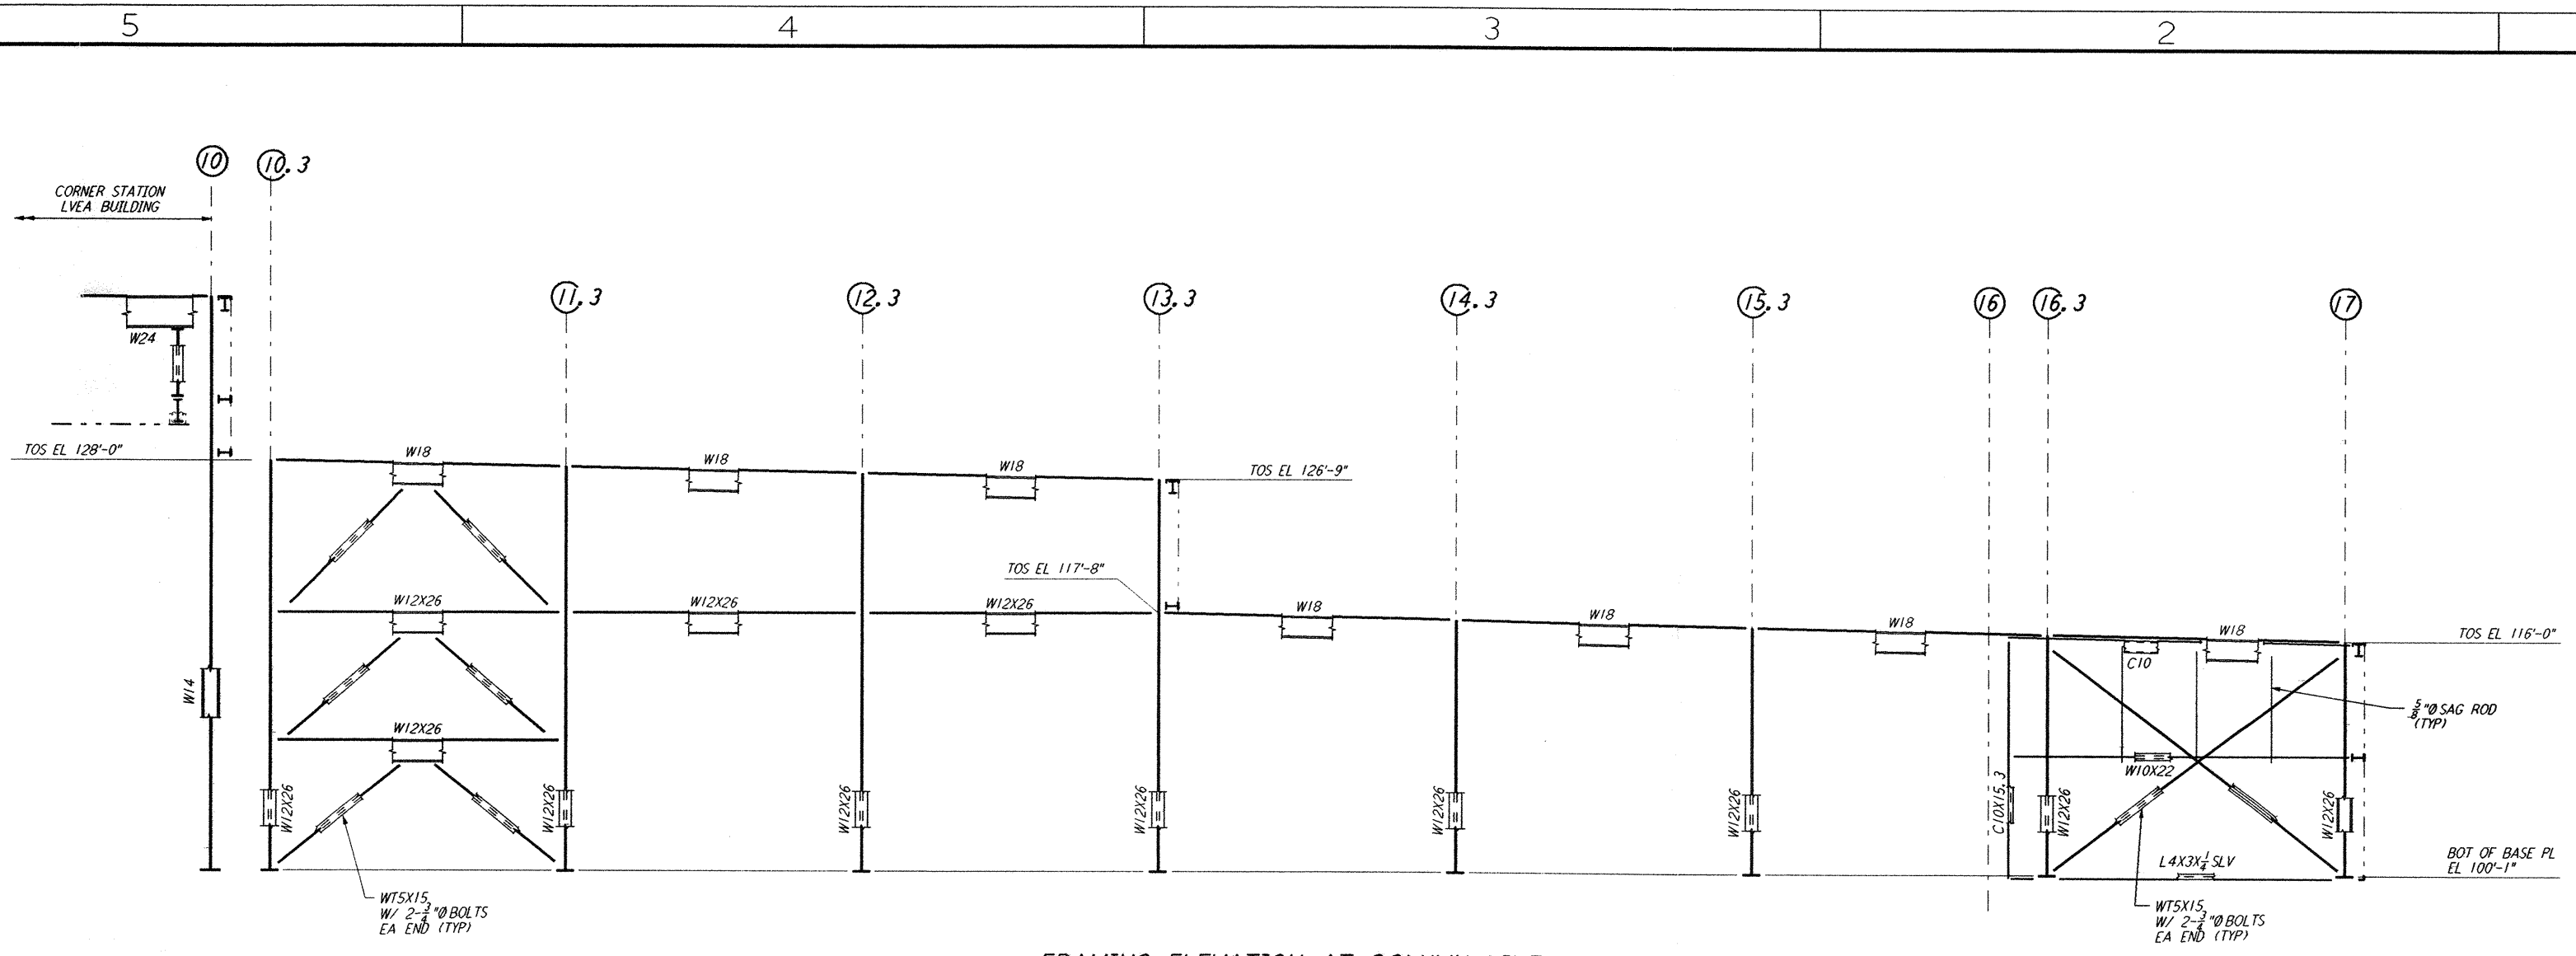 5 4 3 2
10 10.3
CORNER STATION
LVEA BUILDING
11.3 12.3 13.3 14.3 15.3 16 16.3 17
W24
TOS EL 128'-0"
W18 W18 W18
TOS EL 126'-9"
TOS EL 117'-8"
W12X26 W12X26 W12X26
W18 W18 W18 W18
TOS EL 116'-0"
C10
W14
5/8"Ø SAG ROD
(TYP)
W12X26
W10X22
W12X26 W12X26 W12X26 W12X26 W12X26 W12X26 C10X15.3 W12X26 W12X26
L4X3X1/4 SLV
BOT OF BASE PL
EL 100'-1"
WT5X15
W/ 2-3/4"Ø BOLTS
EA END (TYP)
WT5X15
W/ 2-3/4"Ø BOLTS
EA END (TYP)
FRAMING ELEVATION AT COLUMN